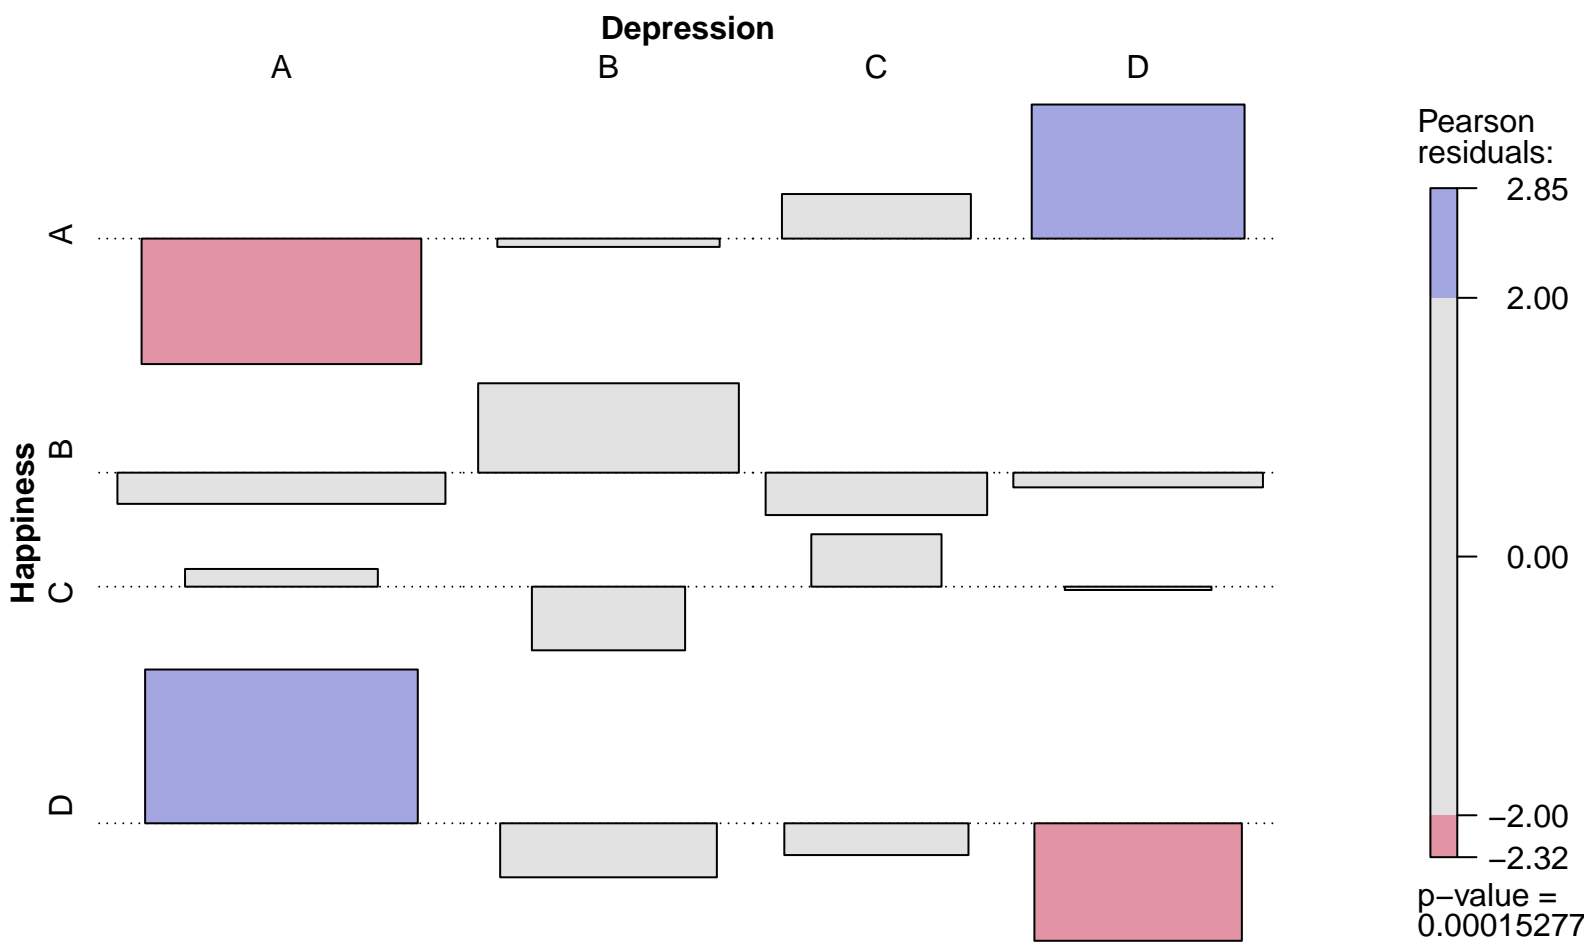 Depression
A B C D
Happiness
A
B
C
D
Pearson
residuals:
2.85
2.00
0.00
−2.00
−2.32
p−value =
0.00015277